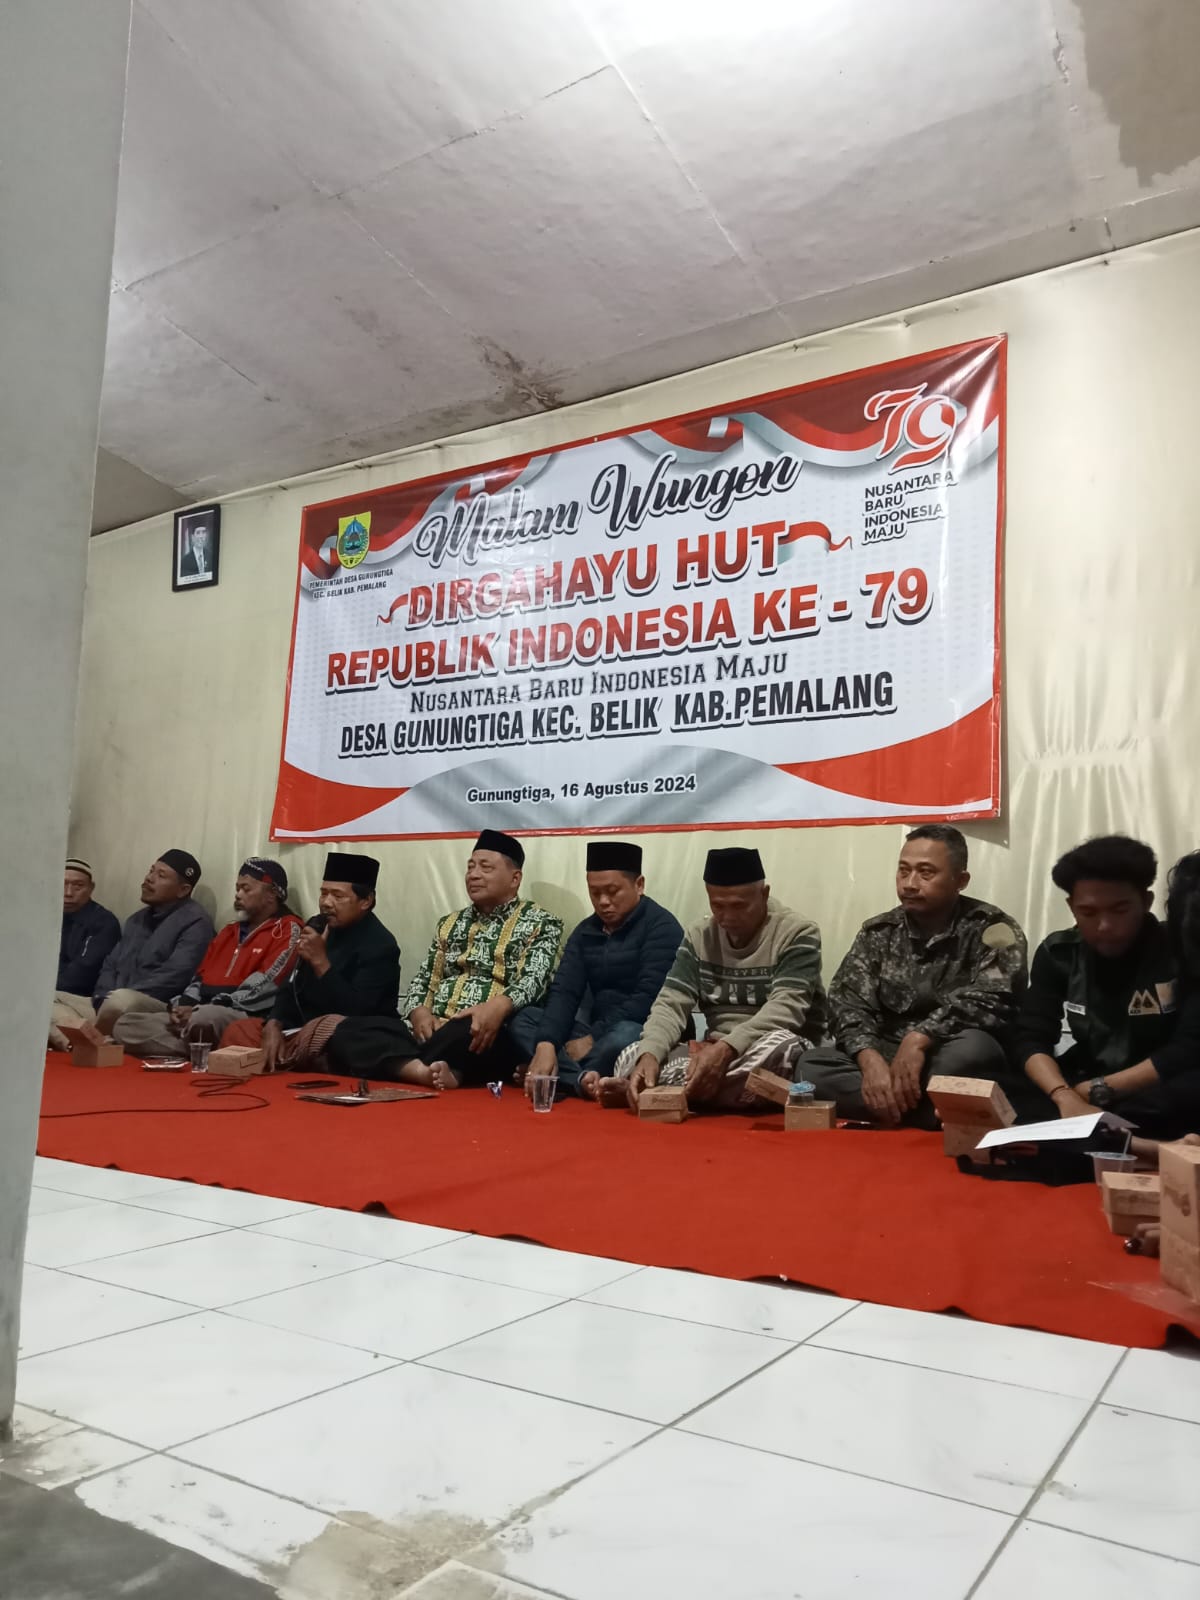 Malam Wungon
79
NUSANTARA
BARU
INDONESIA
MAJU
PEMERINTAH DESA GUNUNGTIGA
KEC. BELIK KAB. PEMALANG
DIRGAHAYU HUT
REPUBLIK INDONESIA KE - 79
NUSANTARA BARU INDONESIA MAJU
DESA GUNUNGTIGA KEC. BELIK KAB.PEMALANG
Gunungtiga, 16 Agustus 2024